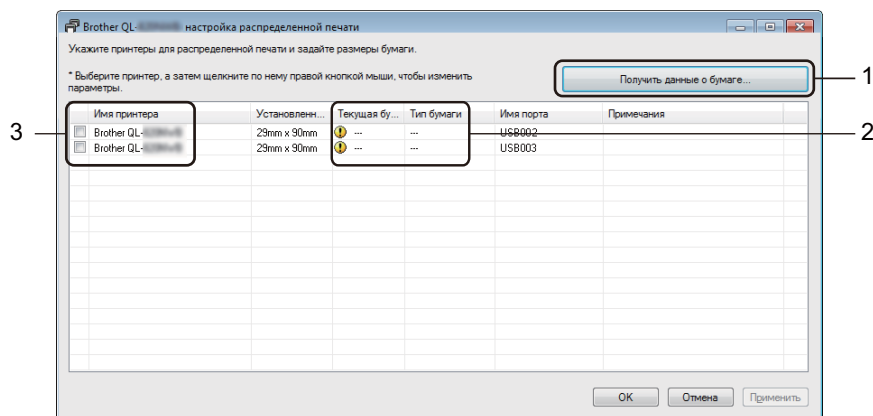 Brother QL- настройка распределенной печати
Укажите принтеры для распределенной печати и задайте размеры бумаги.
* Выберите принтер, а затем щелкните по нему правой кнопкой мыши, чтобы изменить
параметры.
Получить данные о бумаге...
1
3
Имя принтера Установленн... Текущая бу... Тип бумаги Имя порта Примечания
Brother QL- 29mm x 90mm --- --- USB002
2
Brother QL- 29mm x 90mm --- --- USB003
OK Отмена Применить